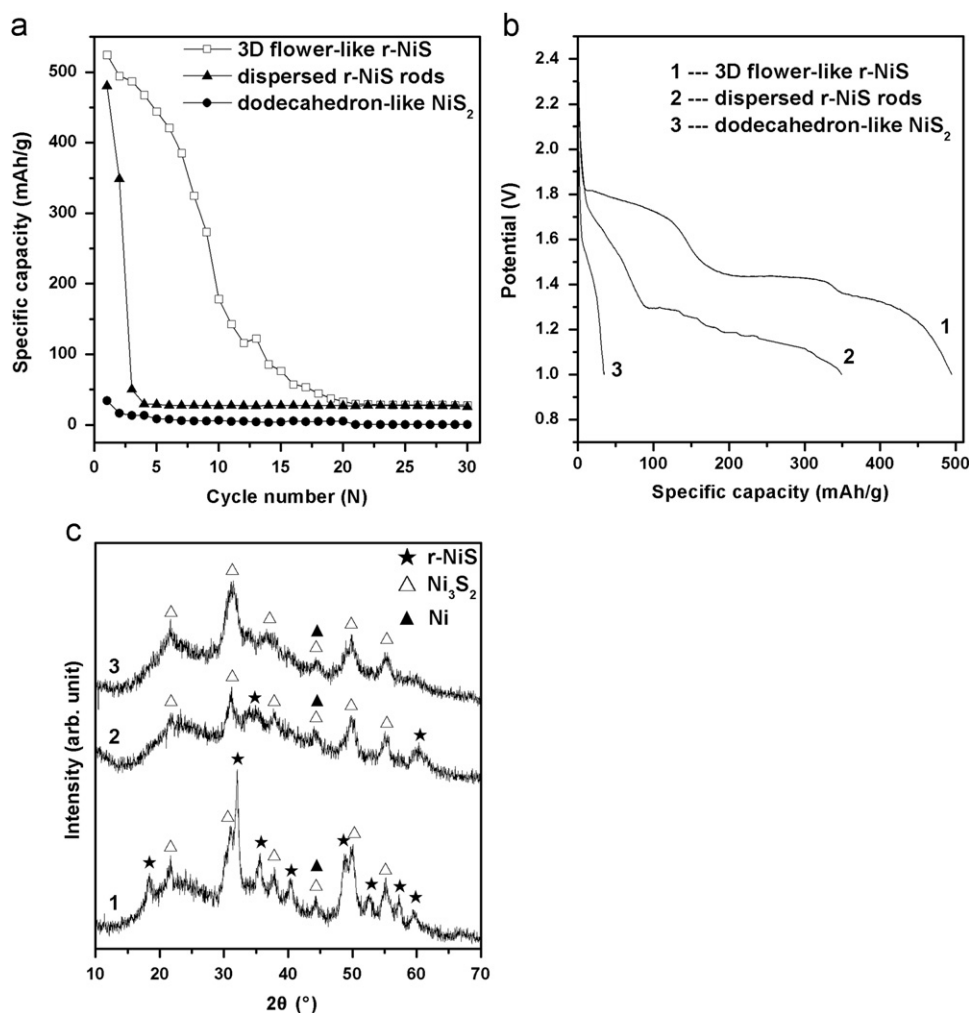 a
3D flower-like r-NiS
dispersed r-NiS rods
dodecahedron-like NiS₂
500
400
300
200
100
0
Specific capacity (mAh/g)
0 5 10 15 20 25 30
Cycle number (N)
b
1 --- 3D flower-like r-NiS
2 --- dispersed r-NiS rods
3 --- dodecahedron-like NiS₂
2.4
2.2
2.0
1.8
1.6
1.4
1.2
1.0
0.8
Potential (V)
1
2
3
0 100 200 300 400 500
Specific capacity (mAh/g)
c
★ r-NiS
△ Ni₃S₂
▲ Ni
3
2
1
Intensity (arb. unit)
10 20 30 40 50 60 70
2θ (°)